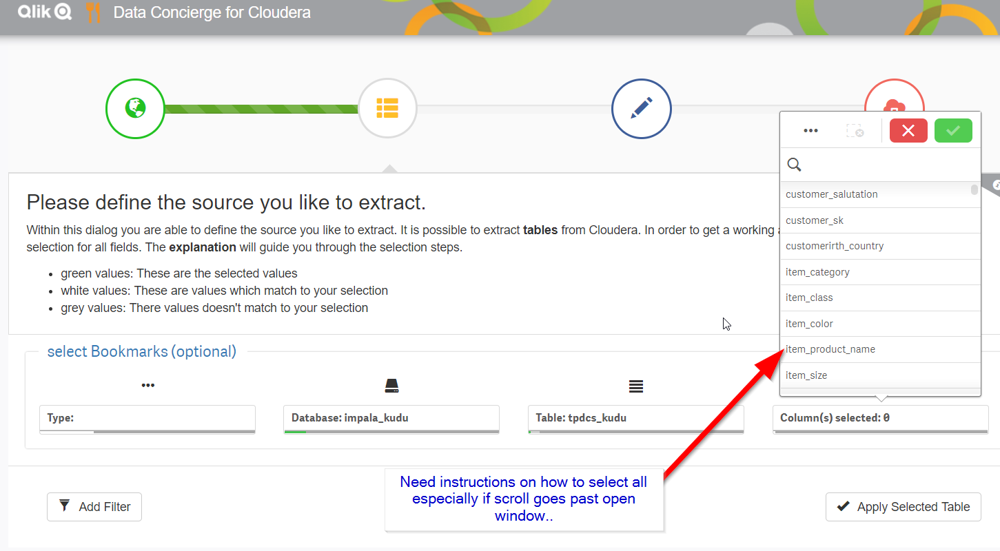 Qlik Data Concierge for Cloudera
Please define the source you like to extract.
Within this dialog you are able to define the source you like to extract. It is possible to extract tables from Cloudera. In order to get a working
selection for all fields. The explanation will guide you through the selection steps.
• green values: These are the selected values
• white values: These are values which match to your selection
• grey values: There values doesn't match to your selection
customer_salutation
customer_sk
customerirth_country
item_category
item_class
item_color
item_product_name
item_size
select Bookmarks (optional)
Type:
Database: impala_kudu
Table: tpdcs_kudu
Column(s) selected: 0
Need instructions on how to select all
especially if scroll goes past open
window..
Add Filter
Apply Selected Table